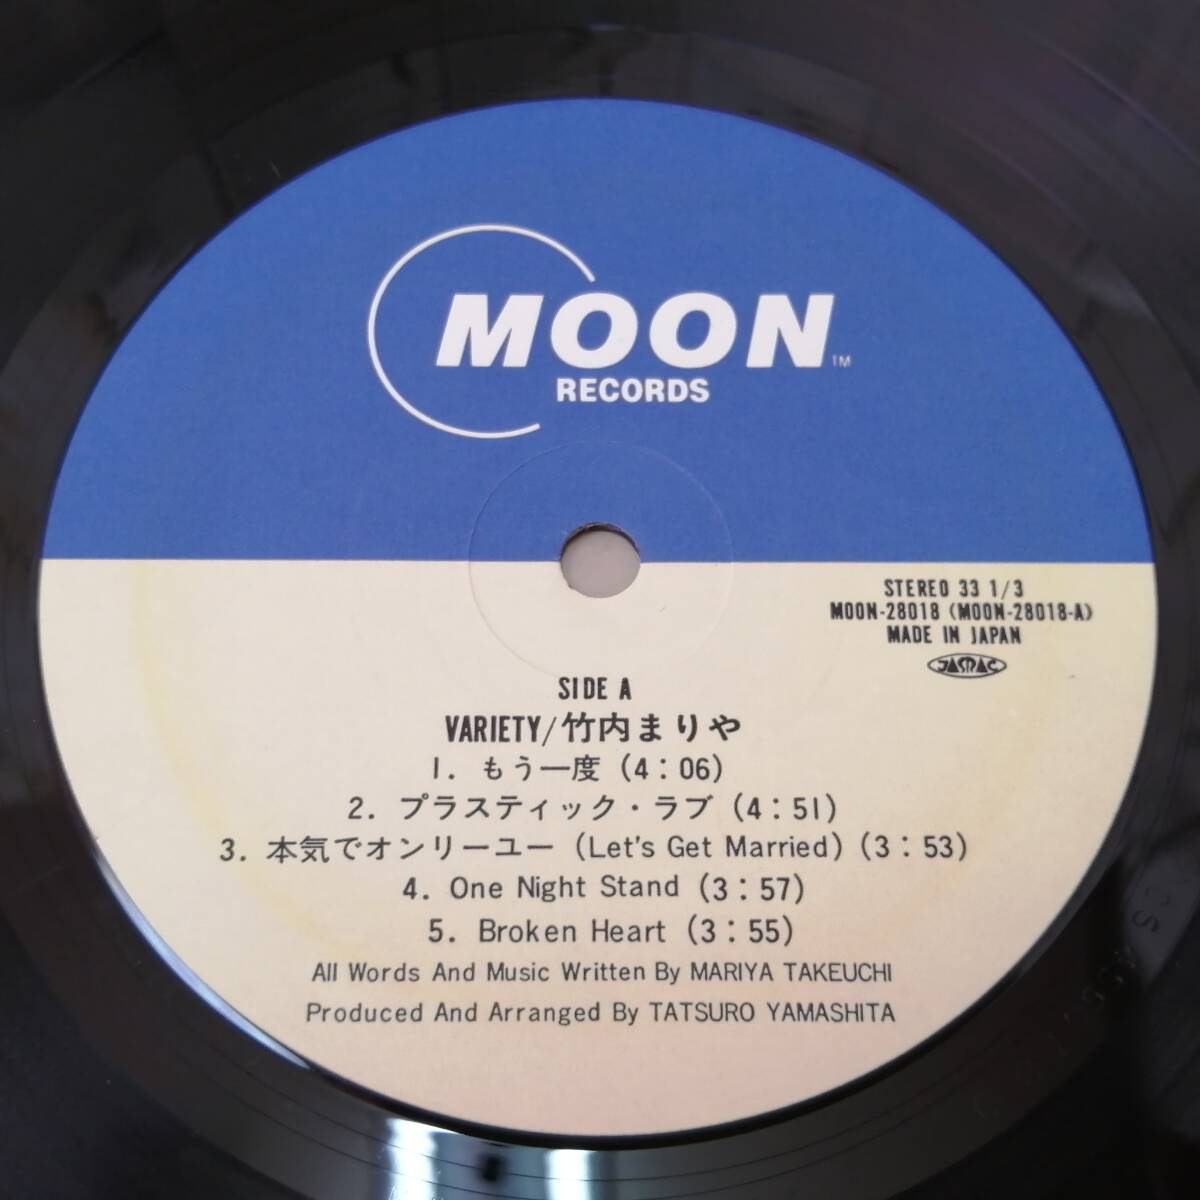 MOON TM
RECORDS
STEREO 33 1/3
MOON-28018 (MOON-28018-A)
MADE IN JAPAN
JASRAC
SIDE A
VARIETY/竹内まりや
1. もう一度 (4:06)
2. プラスティック・ラブ (4:51)
3. 本気でオンリーユー (Let's Get Married) (3:53)
4. One Night Stand (3:57)
5. Broken Heart (3:55)
All Words And Music Written By MARIYA TAKEUCHI
Produced And Arranged By TATSURO YAMASHITA